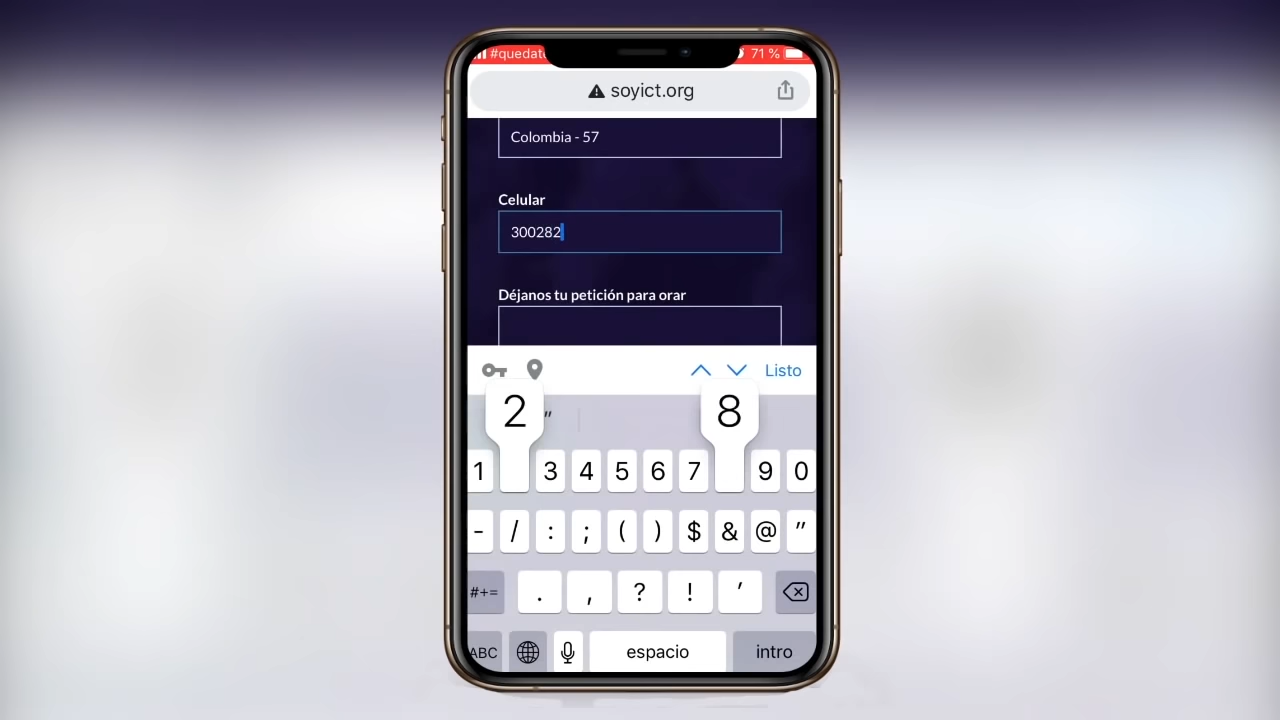 #quedat
71 %
soyict.org
Colombia - 57
Celular
300282
Déjanos tu petición para orar
Listo
2 " 8
1 3 4 5 6 7 9 0
- / : ; ( ) $ & @ "
#+= . , ? ! '
ABC espacio intro